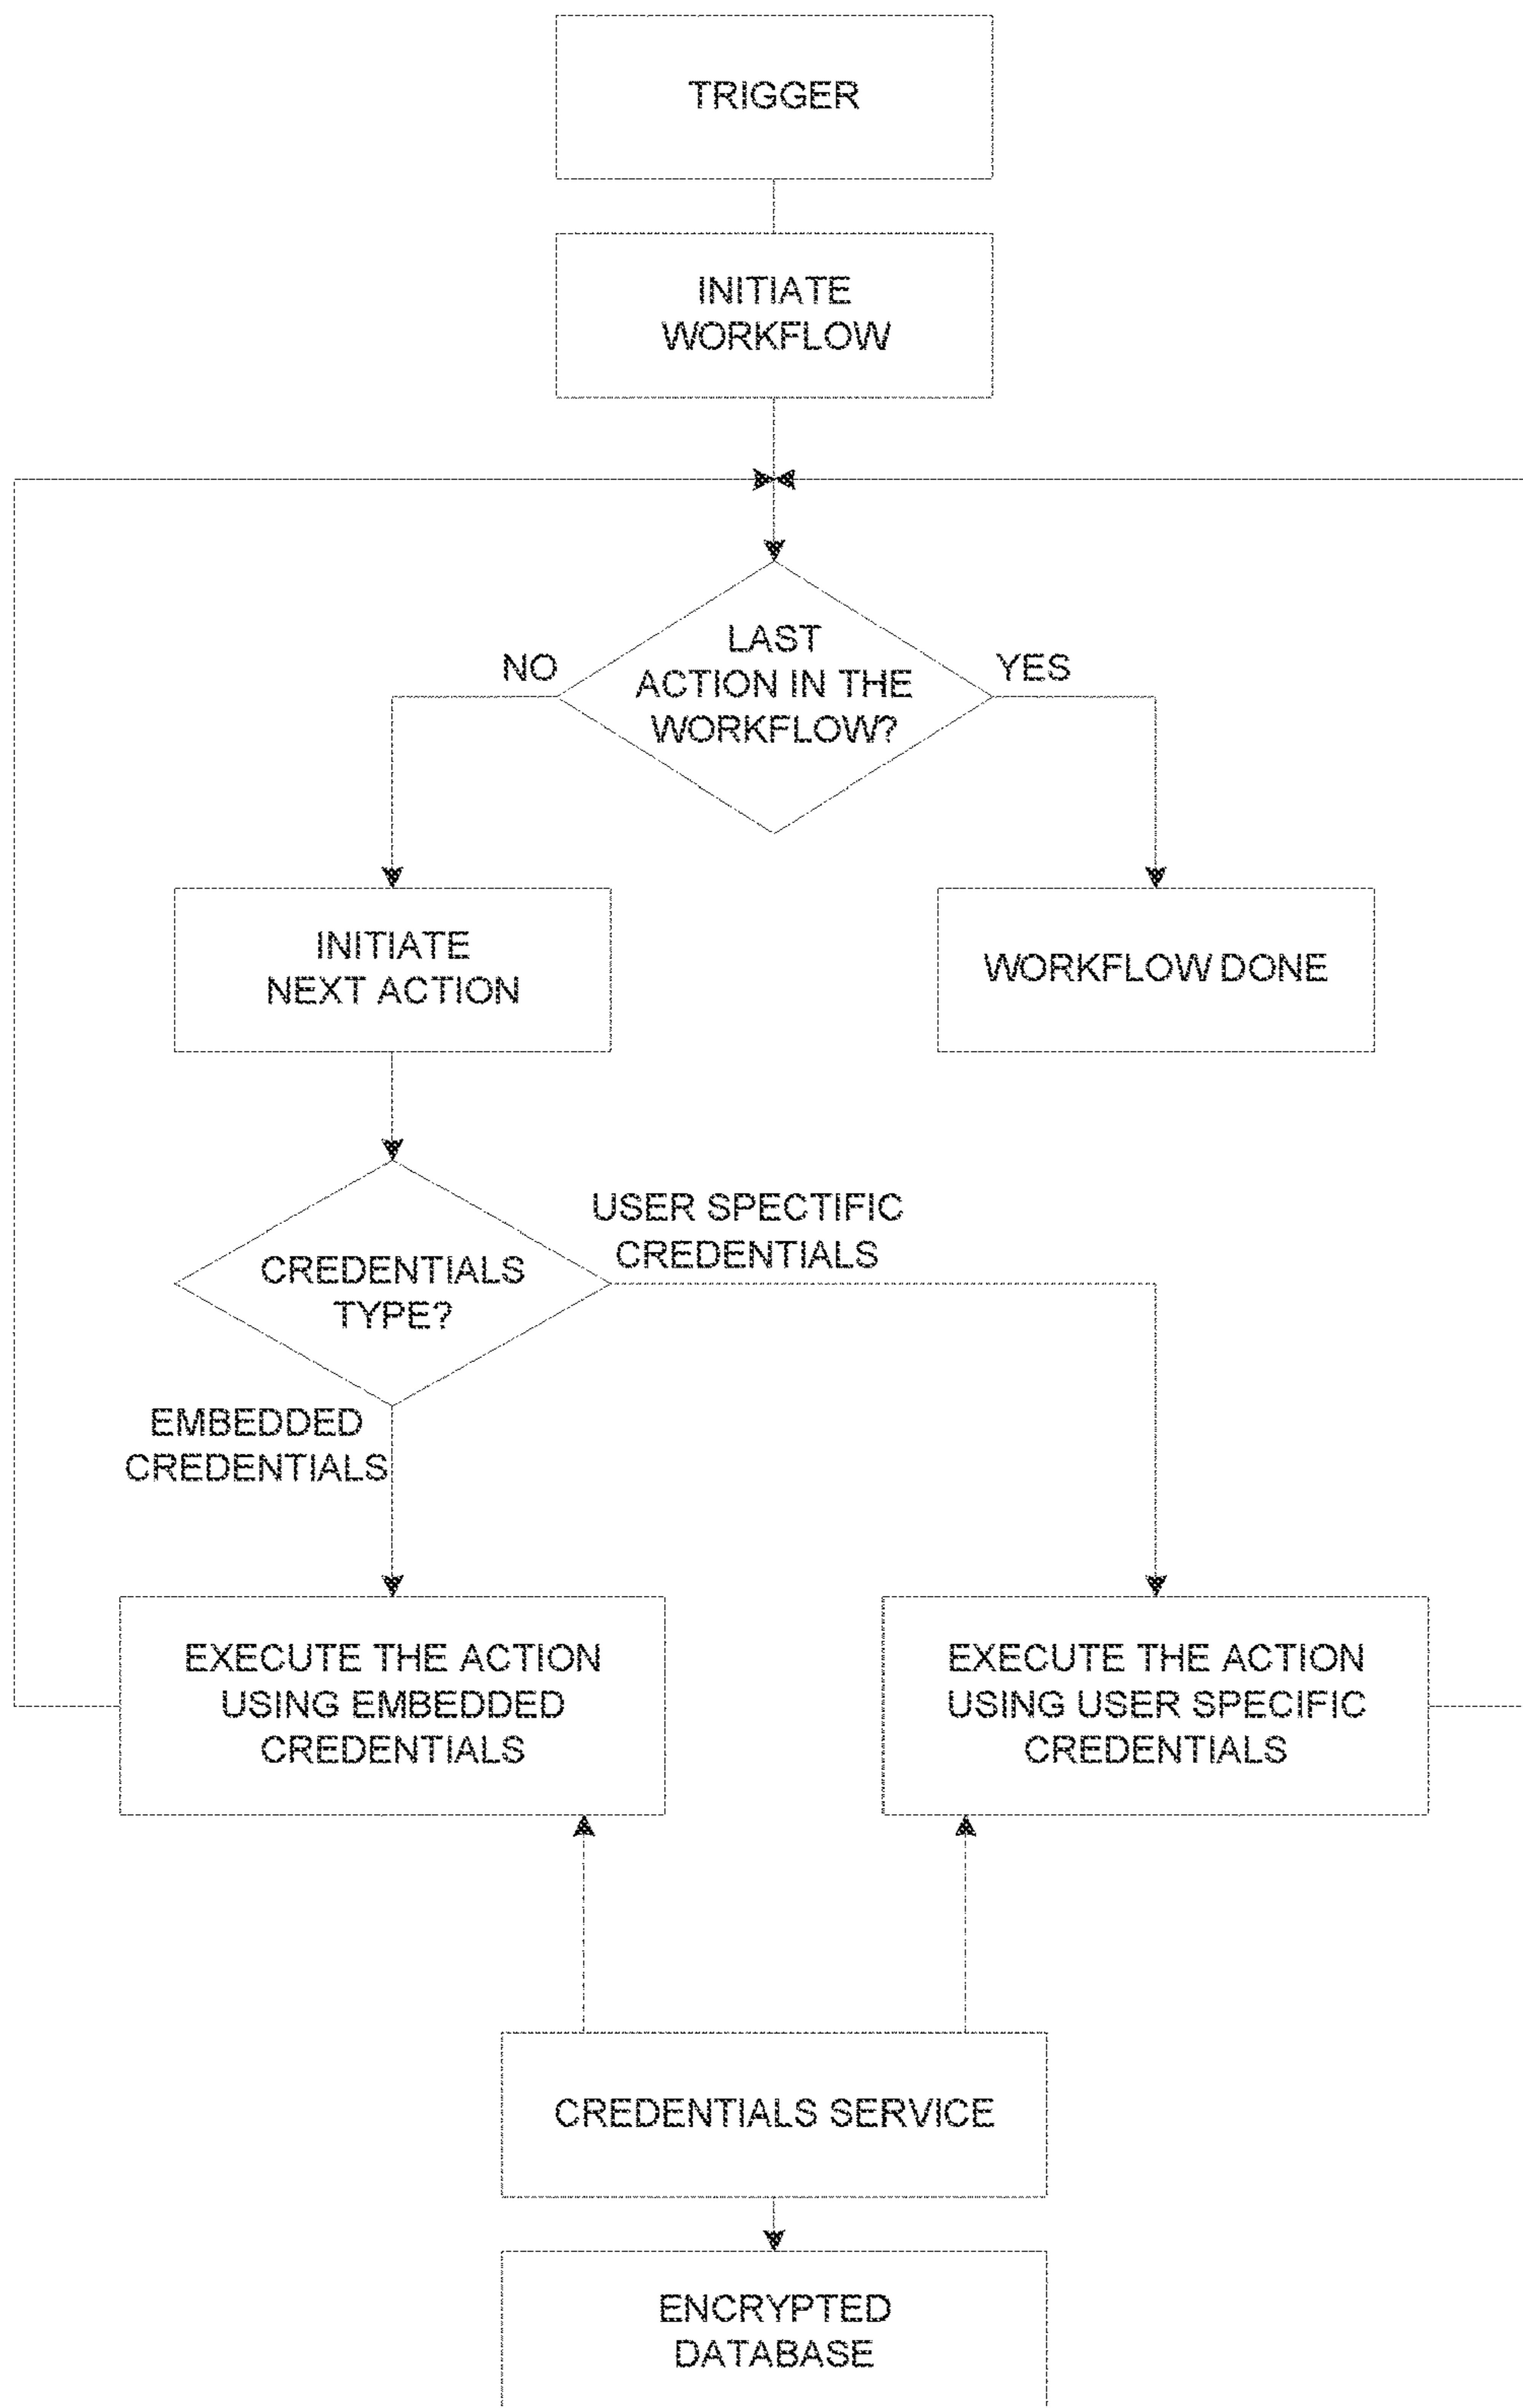 TRIGGER
INITIATE
WORKFLOW
LAST
ACTION IN THE
WORKFLOW?
NO
YES
INITIATE
NEXT ACTION
WORKFLOW DONE
CREDENTIALS
TYPE?
USER SPECTIFIC
CREDENTIALS
EMBEDDED
CREDENTIALS
EXECUTE THE ACTION
USING EMBEDDED
CREDENTIALS
EXECUTE THE ACTION
USING USER SPECIFIC
CREDENTIALS
CREDENTIALS SERVICE
ENCRYPTED
DATABASE